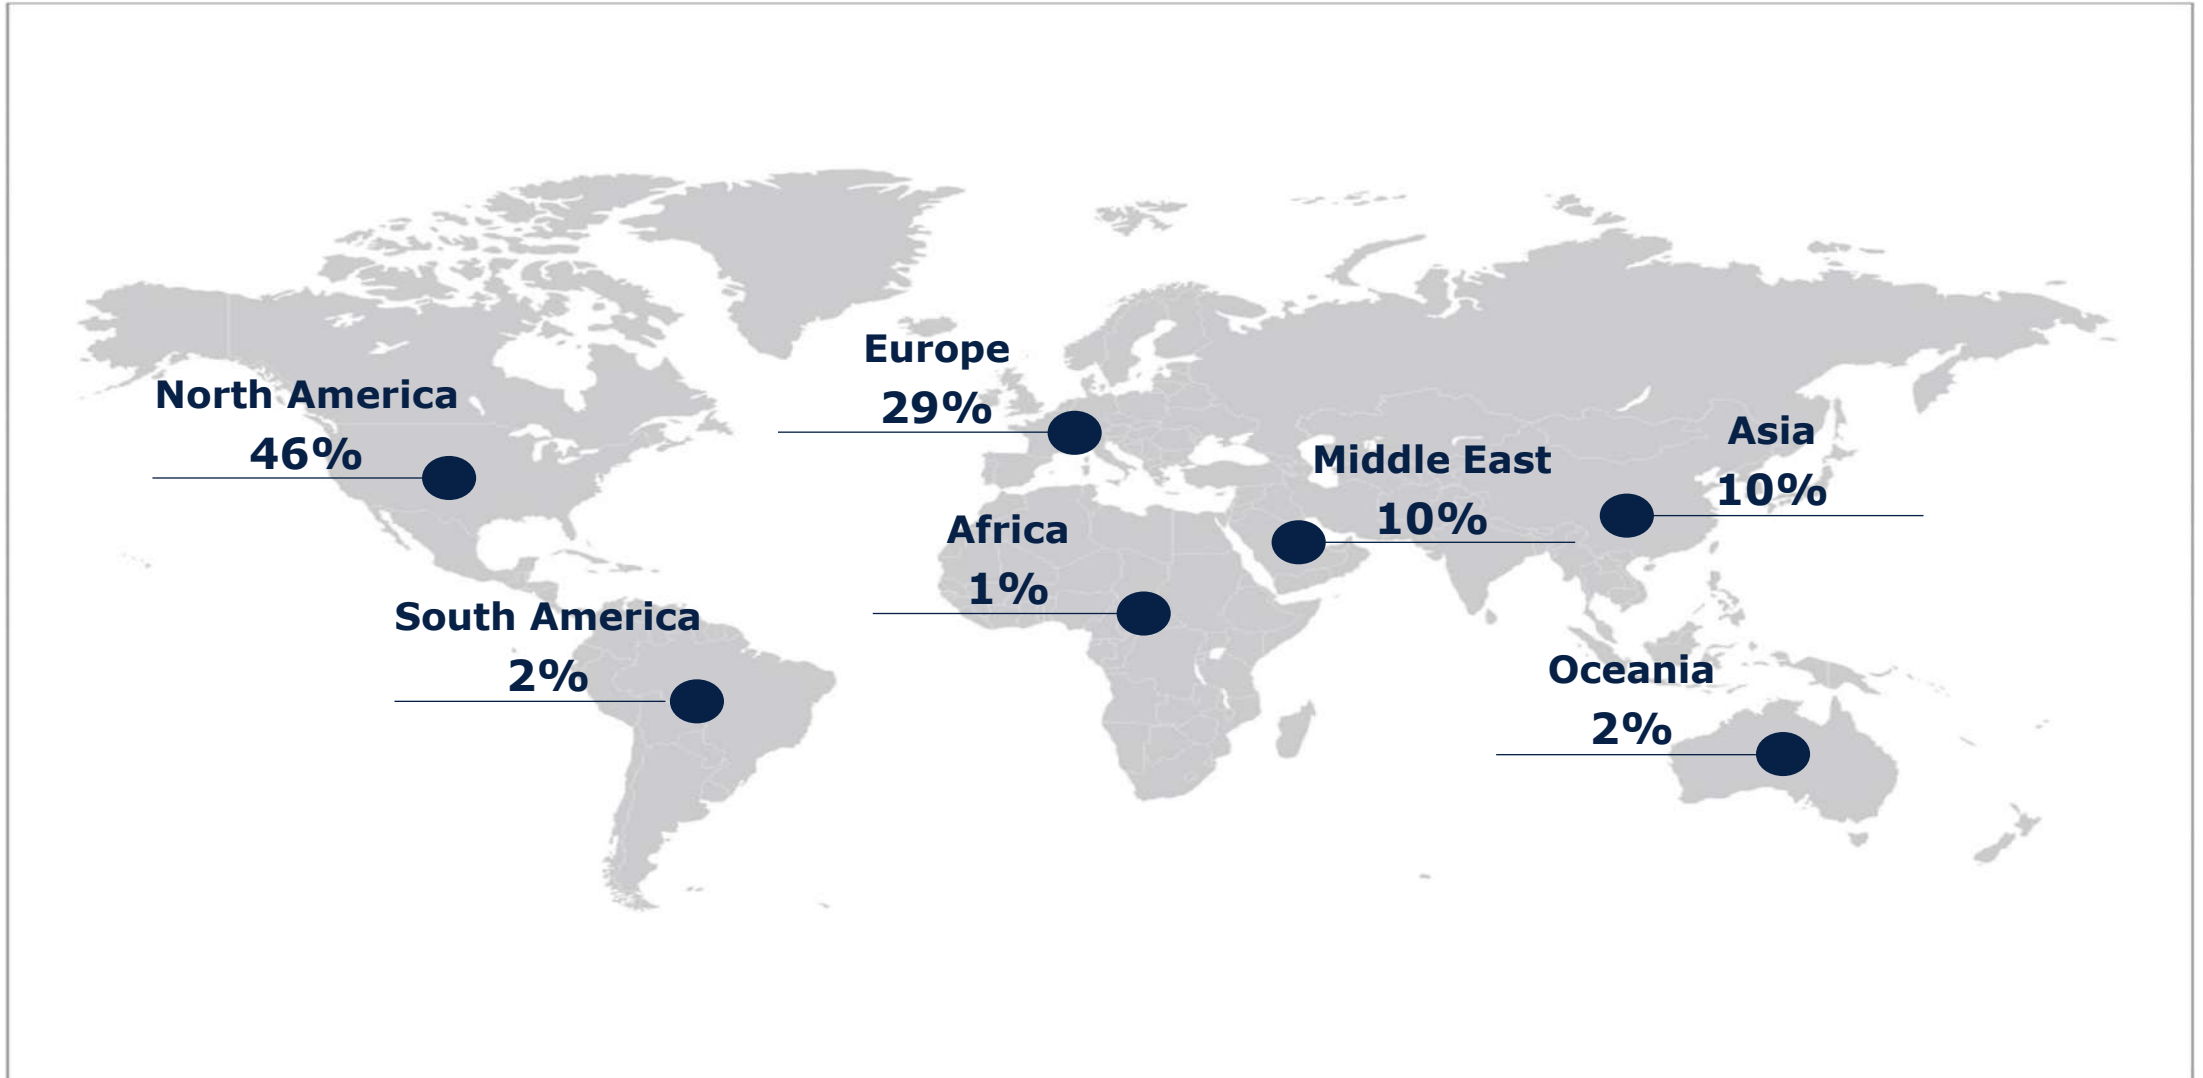 Europe
29%
North America
46%
Asia
10%
Middle East
10%
Africa
1%
South America
2%
Oceania
2%